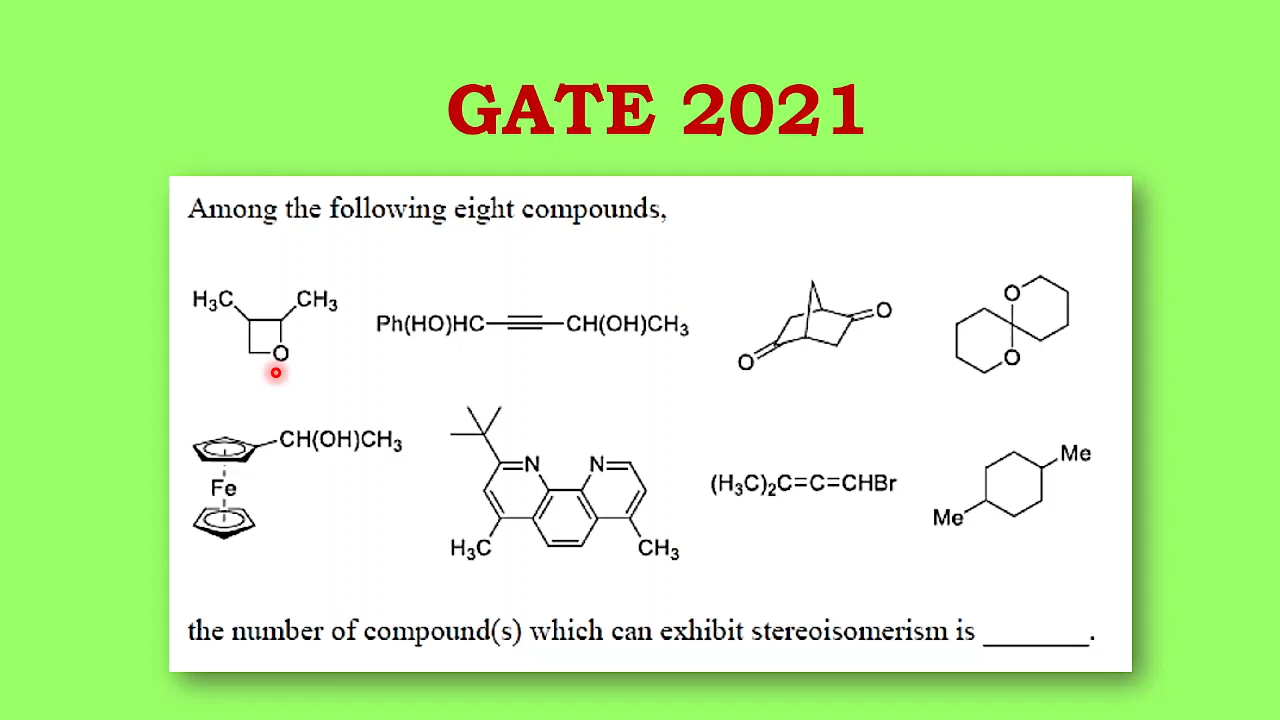 GATE 2021
Among the following eight compounds,
H₃C CH₃
O
Ph(HO)HC CH(OH)CH₃
O
O
O
O
CH(OH)CH₃
Fe
N N
H₃C CH₃
(H₃C)₂C=C=CHBr
Me
Me
the number of compound(s) which can exhibit stereoisomerism is ________.